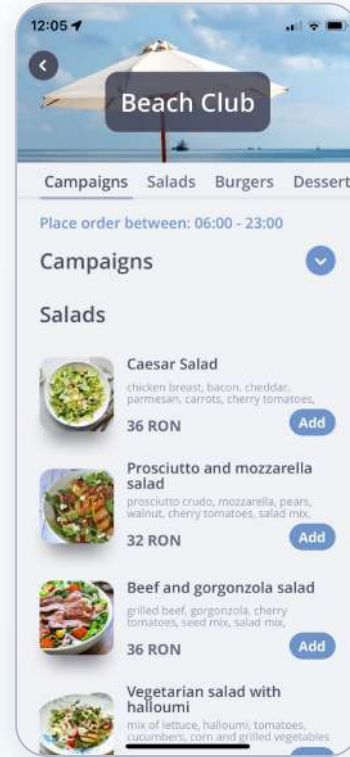 12:05
Beach Club
Campaigns Salads Burgers Dessert
Place order between: 06:00 - 23:00
Campaigns
Salads
Caesar Salad
chicken breast, bacon, cheddar,
parmesan, carrots, cherry tomatoes,
36 RON Add
Prosciutto and mozzarella
salad
prosciutto crudo, mozzarella, pears,
walnut, cherry tomatoes, salad mix,
32 RON Add
Beef and gorgonzola salad
grilled beef, gorgonzola, cherry
tomatoes, seed mix, salad mix,
36 RON Add
Vegetarian salad with
halloumi
mix of lettuce, halloumi, tomatoes,
cucumbers, corn and grilled vegetables